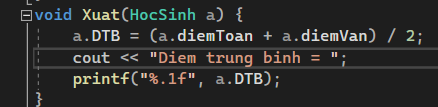 void Xuat(HocSinh a) {
a.DTB = (a.diemToan + a.diemVan) / 2;
cout << "Diem trung binh = ";
printf("%.1f", a.DTB);
}